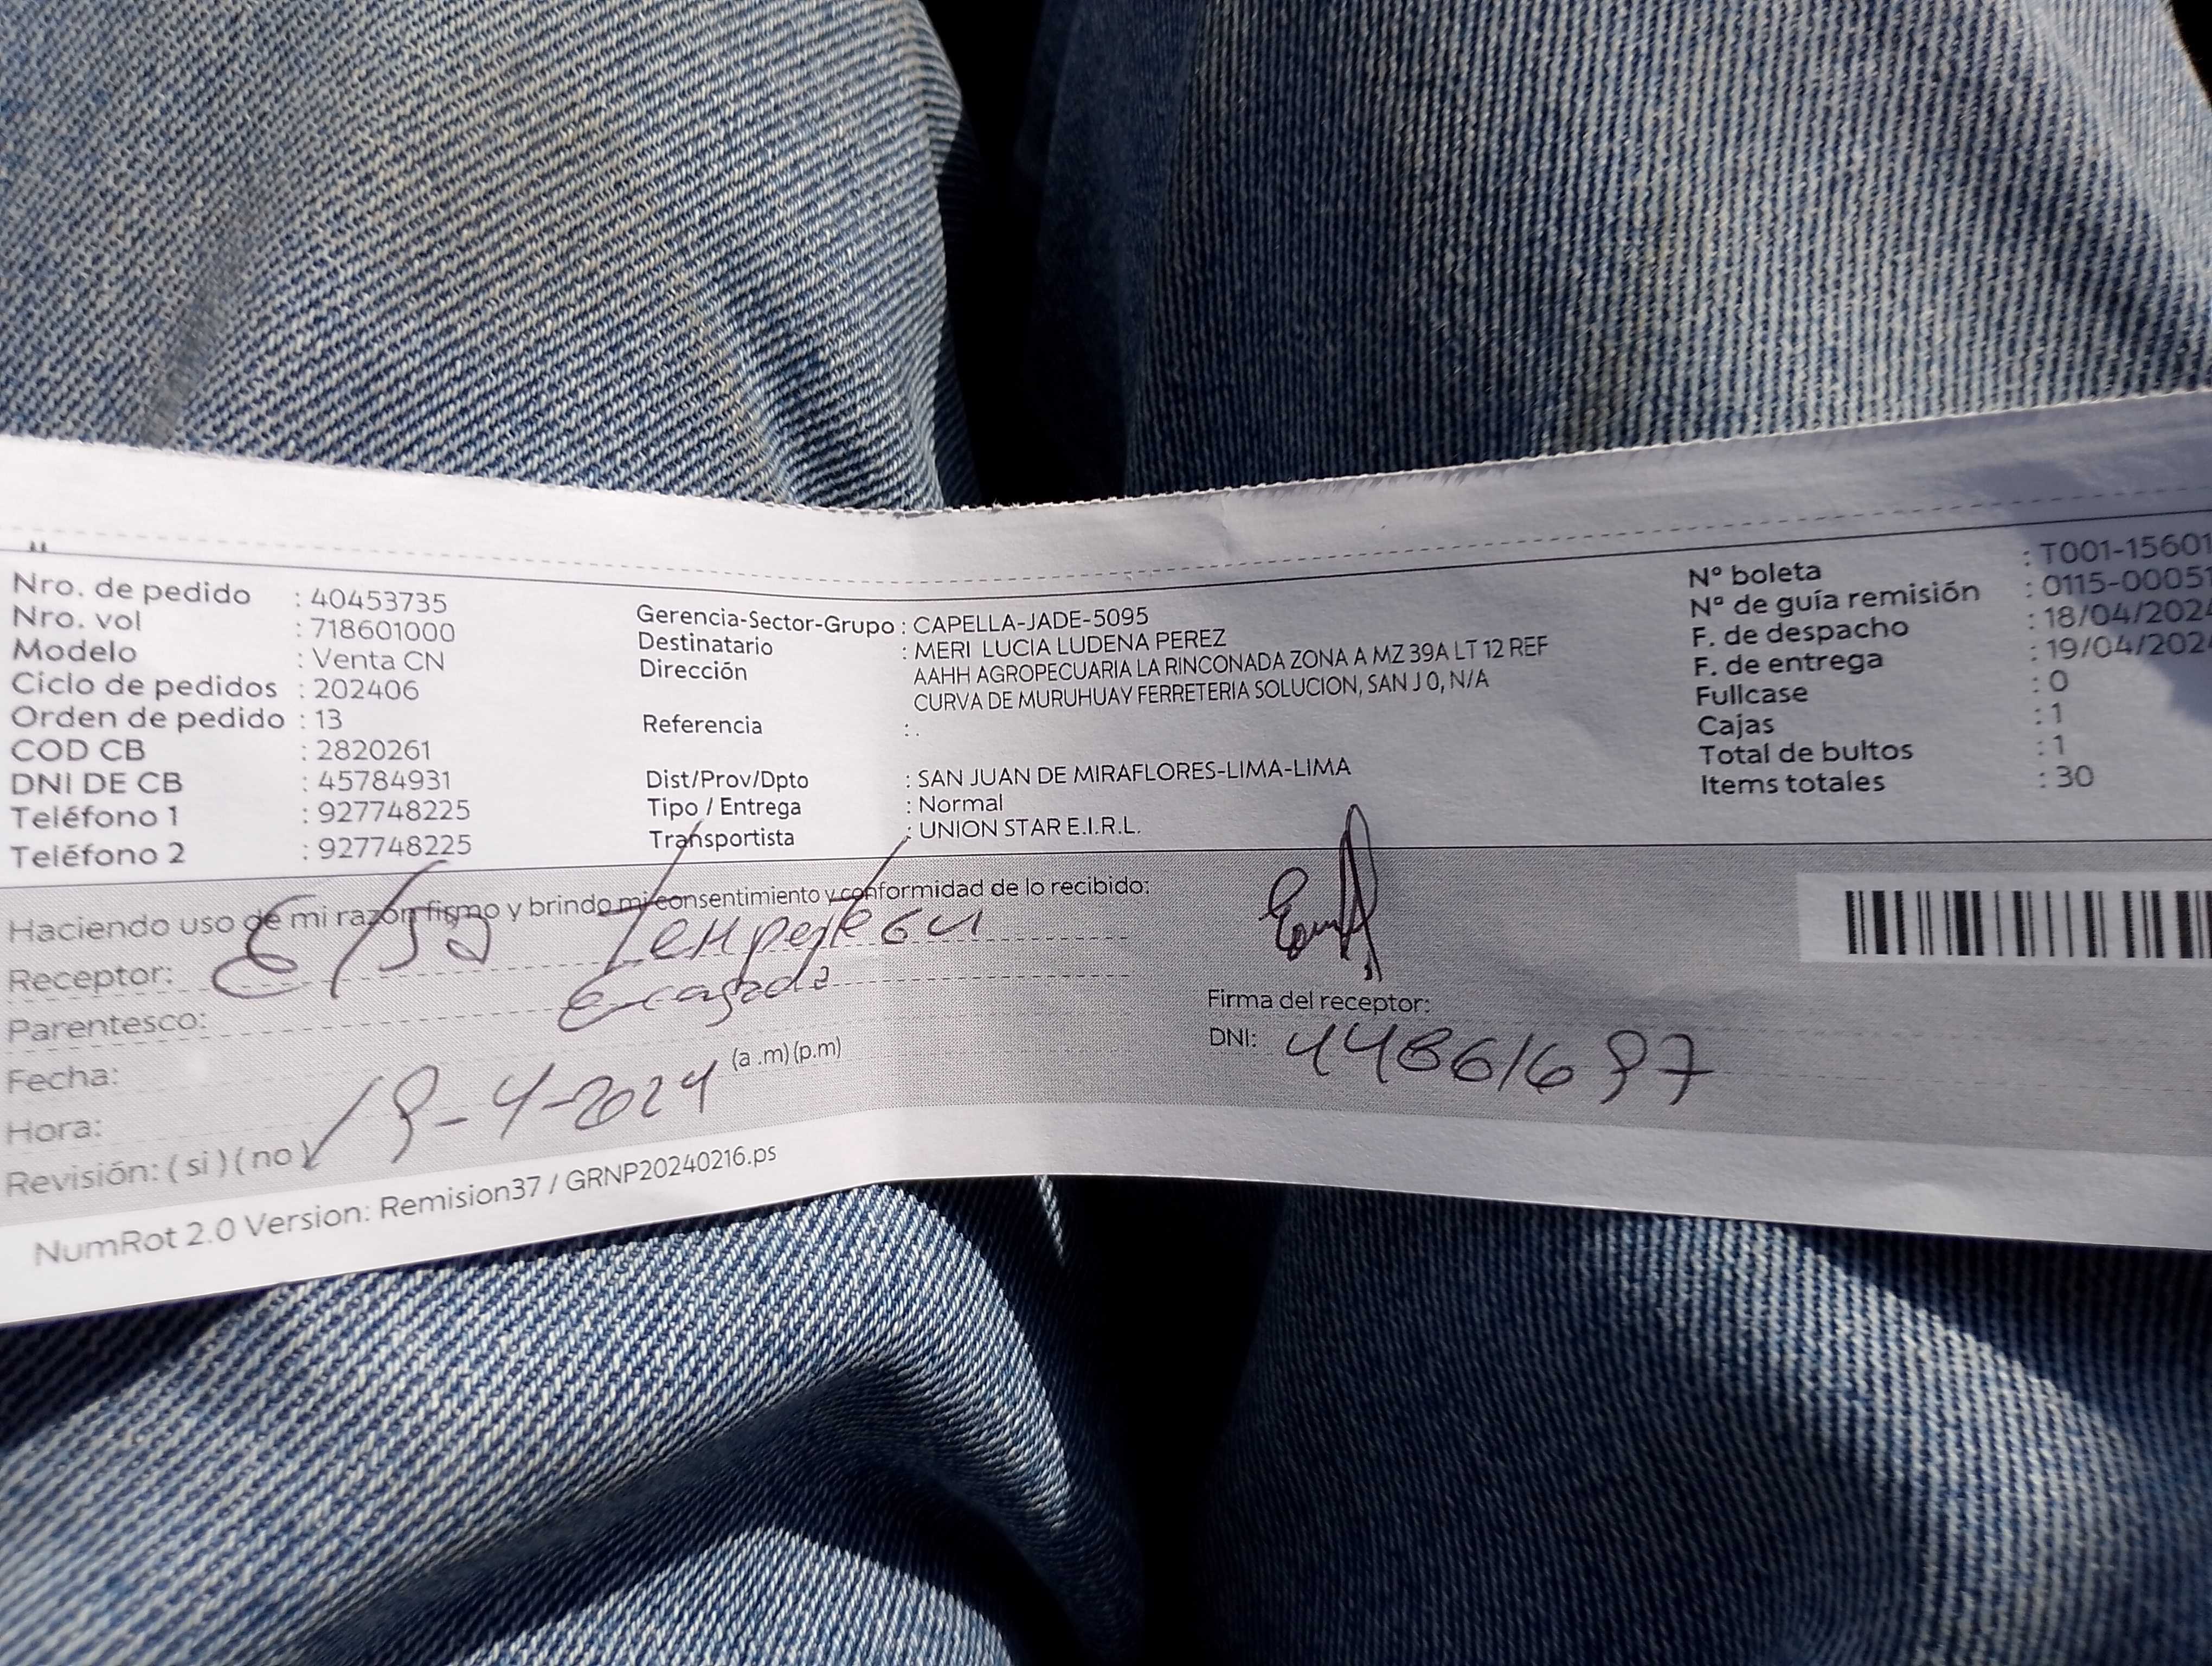 Nro. de pedido : 40453735
Nro. vol : 718601000
Modelo : Venta CN
Ciclo de pedidos : 202406
Orden de pedido : 13
COD CB : 2820261
DNI DE CB : 45784931
Teléfono 1 : 927748225
Teléfono 2 : 927748225
Gerencia-Sector-Grupo : CAPELLA-JADE-5095
Destinatario : MERI LUCIA LUDENA PEREZ
Dirección AAHH AGROPECUARIA LA RINCONADA ZONA A MZ 39A LT 12 REF
CURVA DE MURUHUAY FERRETERIA SOLUCION, SAN J 0, N/A
Referencia : .
Dist/Prov/Dpto : SAN JUAN DE MIRAFLORES-LIMA-LIMA
Tipo / Entrega : Normal
Transportista : UNION STAR E.I.R.L.
N° boleta : T001-15601
N° de guía remisión : 0115-00051
F. de despacho : 18/04/2024
F. de entrega : 19/04/202
Fullcase : 0
Cajas : 1
Total de bultos : 1
Items totales : 30
Haciendo uso de mi razón fismo y brindo mi consentimiento y conformidad de lo recibido:
Receptor:
Parentesco:
Fecha:
Hora: 19-4-2024 (a .m) (p.m)
Revisión: ( si ) ( no )
Firma del receptor:
DNI: 44861697
NumRot 2.0 Version: Remision37 / GRNP20240216.ps